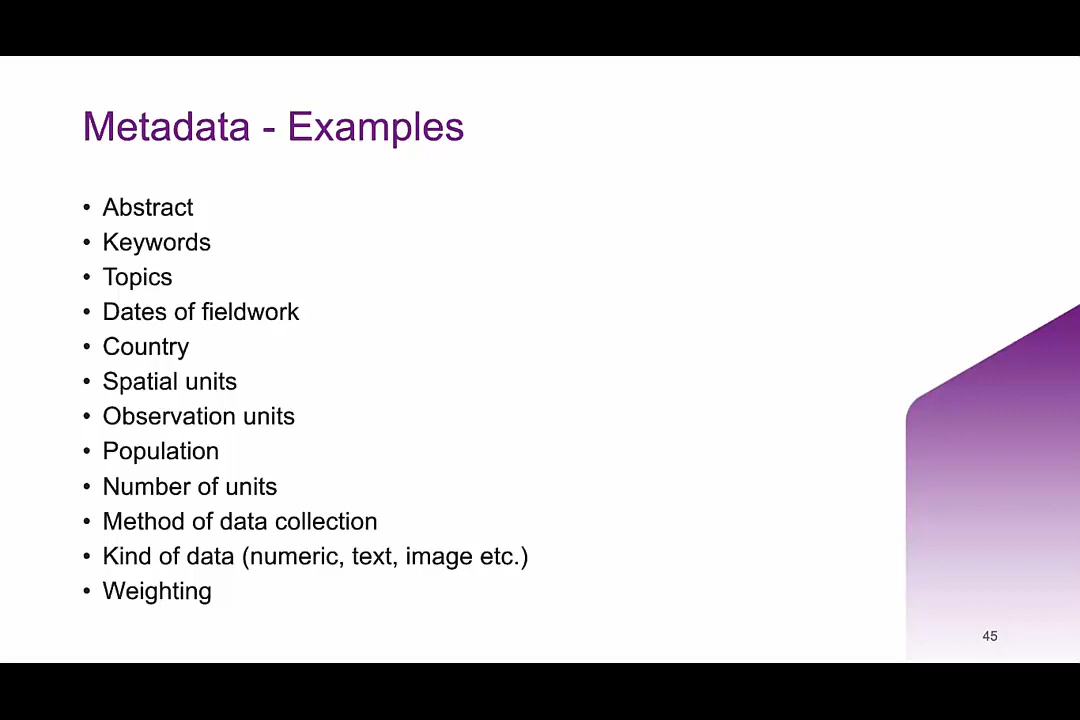 Metadata - Examples
• Abstract
• Keywords
• Topics
• Dates of fieldwork
• Country
• Spatial units
• Observation units
• Population
• Number of units
• Method of data collection
• Kind of data (numeric, text, image etc.)
• Weighting
45